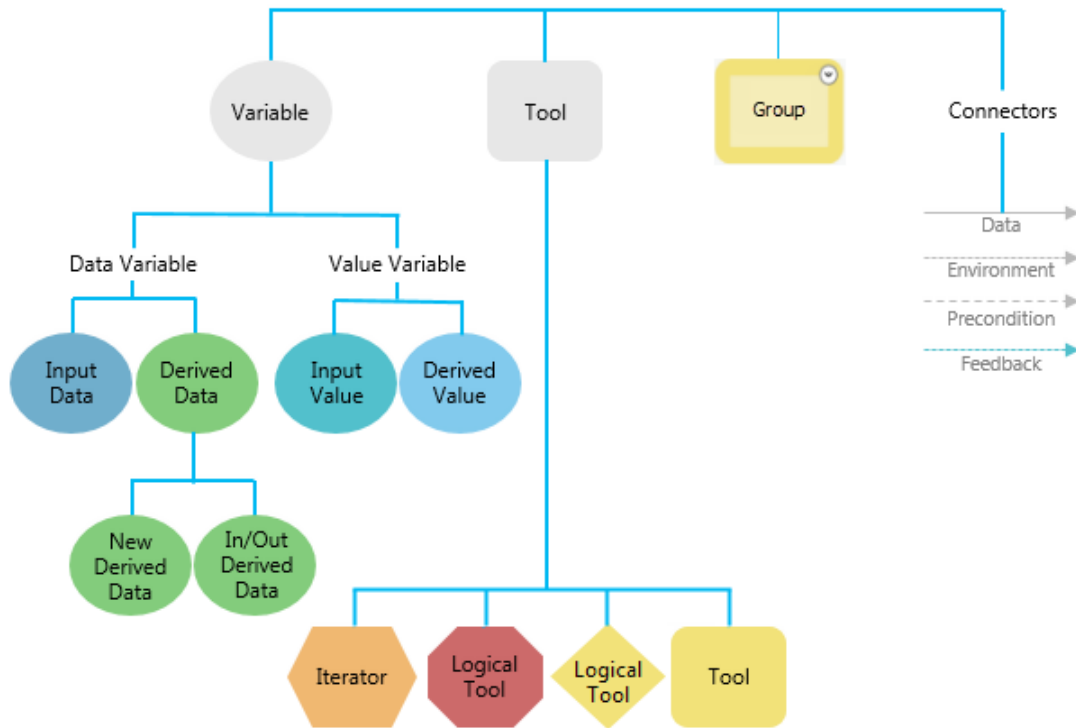 Variable
Tool
Group
Connectors
Data
Environment
Precondition
Feedback
Data Variable
Value Variable
Input
Data
Derived
Data
Input
Value
Derived
Value
New
Derived
Data
In/Out
Derived
Data
Iterator
Logical
Tool
Logical
Tool
Tool